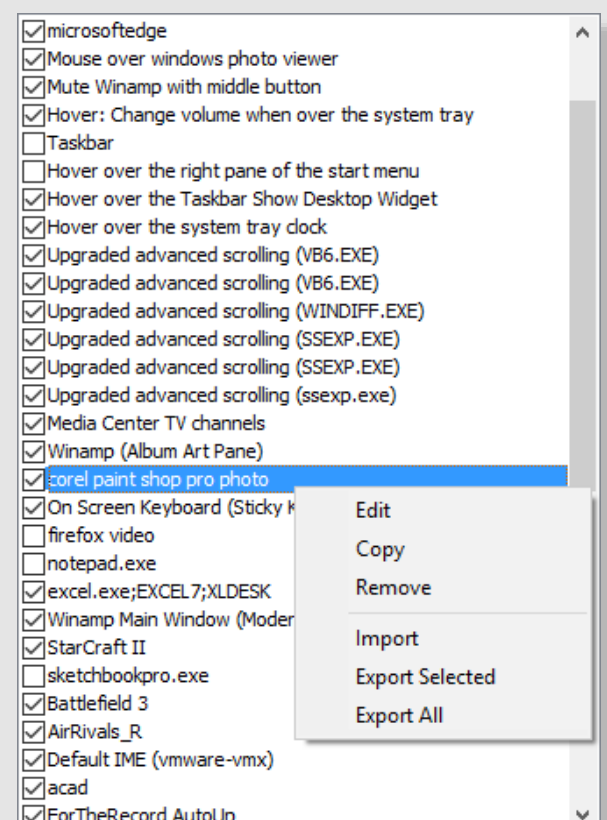 microsoftedge
Mouse over windows photo viewer
Mute Winamp with middle button
Hover: Change volume when over the system tray
Taskbar
Hover over the right pane of the start menu
Hover over the Taskbar Show Desktop Widget
Hover over the system tray clock
Upgraded advanced scrolling (VB6.EXE)
Upgraded advanced scrolling (VB6.EXE)
Upgraded advanced scrolling (WINDIFF.EXE)
Upgraded advanced scrolling (SSEXP.EXE)
Upgraded advanced scrolling (SSEXP.EXE)
Upgraded advanced scrolling (ssexp.exe)
Media Center TV channels
Winamp (Album Art Pane)
corel paint shop pro photo
On Screen Keyboard (Sticky K
firefox video
notepad.exe
excel.exe;EXCEL7;XLDESK
Winamp Main Window (Moder
StarCraft II
sketchbookpro.exe
Battlefield 3
AirRivals_R
Default IME (vmware-vmx)
acad
ForTheRecord AutoUp
Edit
Copy
Remove
Import
Export Selected
Export All